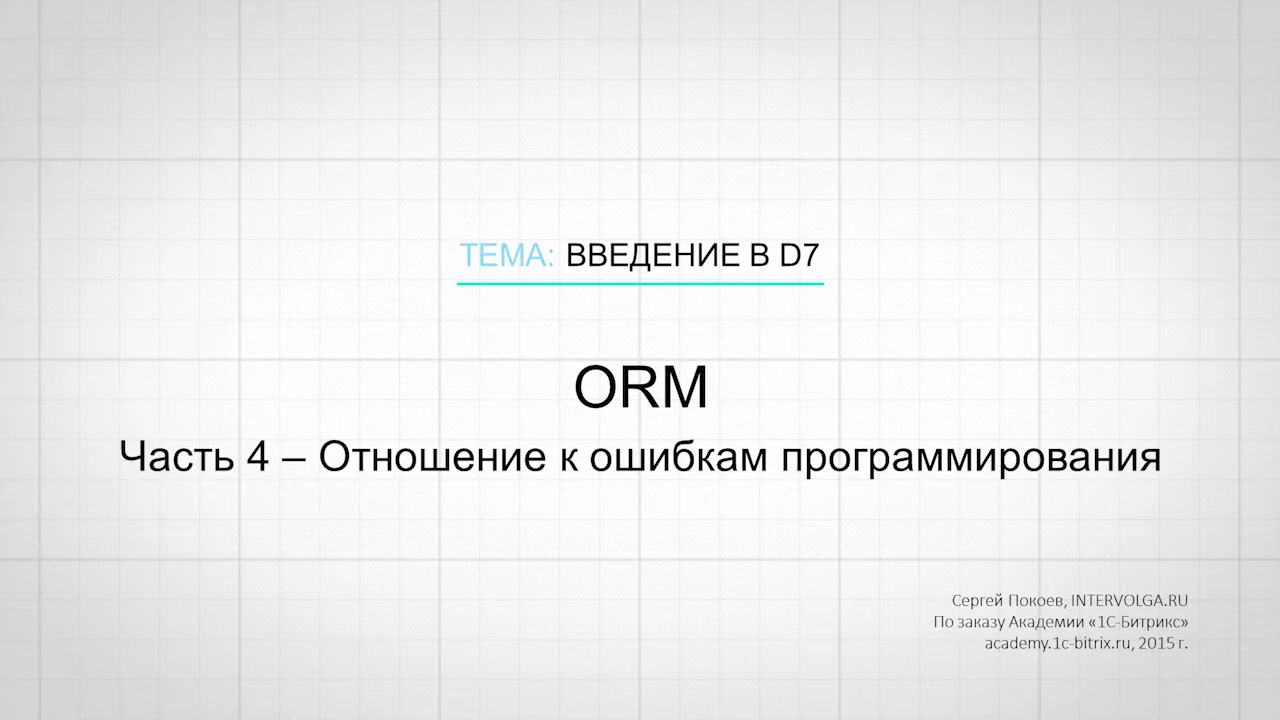 ТЕМА: ВВЕДЕНИЕ В D7
ORM
Часть 4 – Отношение к ошибкам программирования
Сергей Покоев, INTERVOLGA.RU
По заказу Академии «1С-Битрикс»
academy.1c-bitrix.ru, 2015 г.